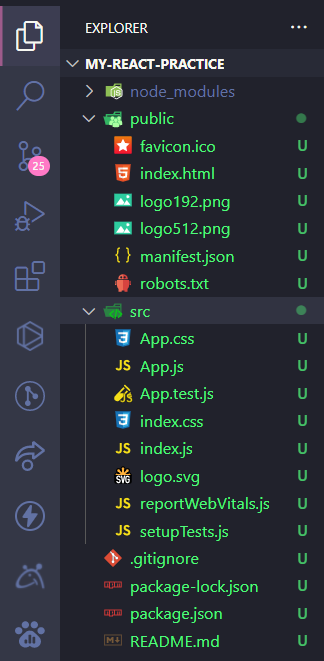 EXPLORER ...
MY-REACT-PRACTICE
node_modules
public
favicon.ico U
index.html U
logo192.png U
logo512.png U
manifest.json U
robots.txt U
src
App.css U
App.js U
App.test.js U
index.css U
index.js U
logo.svg U
reportWebVitals.js U
setupTests.js U
.gitignore U
package-lock.json U
package.json U
README.md U
25